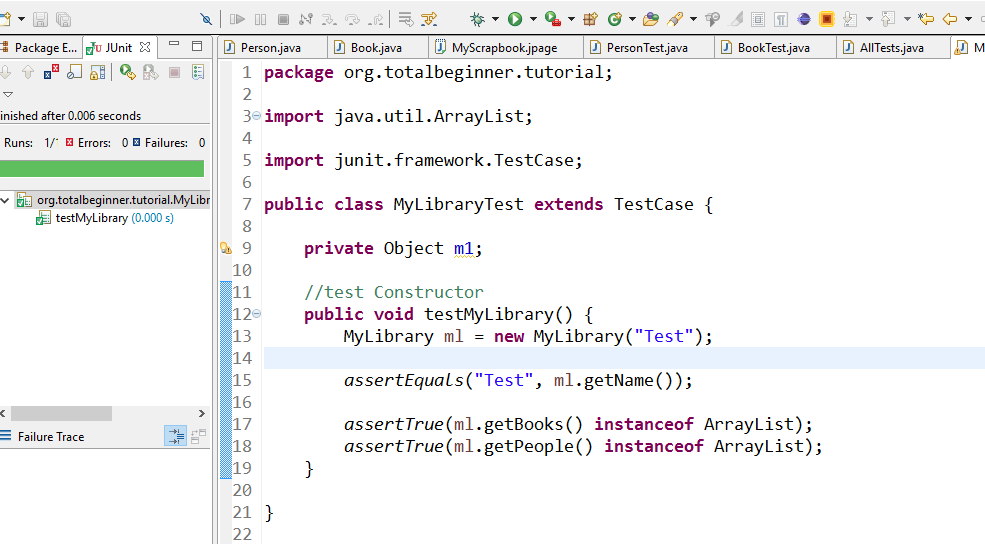 Package E...
JUnit
Person.java
Book.java
MyScrapbook.jpage
PersonTest.java
BookTest.java
AllTests.java
M
inished after 0.006 seconds
Runs: 1/1 Errors: 0 Failures: 0
org.totalbeginner.tutorial.MyLibr
testMyLibrary (0.000 s)
Failure Trace
1 package org.totalbeginner.tutorial;
2
3 import java.util.ArrayList;
4
5 import junit.framework.TestCase;
6
7 public class MyLibraryTest extends TestCase {
8
9 private Object m1;
10
11 //test Constructor
12 public void testMyLibrary() {
13 MyLibrary ml = new MyLibrary("Test");
14
15 assertEquals("Test", ml.getName());
16
17 assertTrue(ml.getBooks() instanceof ArrayList);
18 assertTrue(ml.getPeople() instanceof ArrayList);
19 }
20
21 }
22